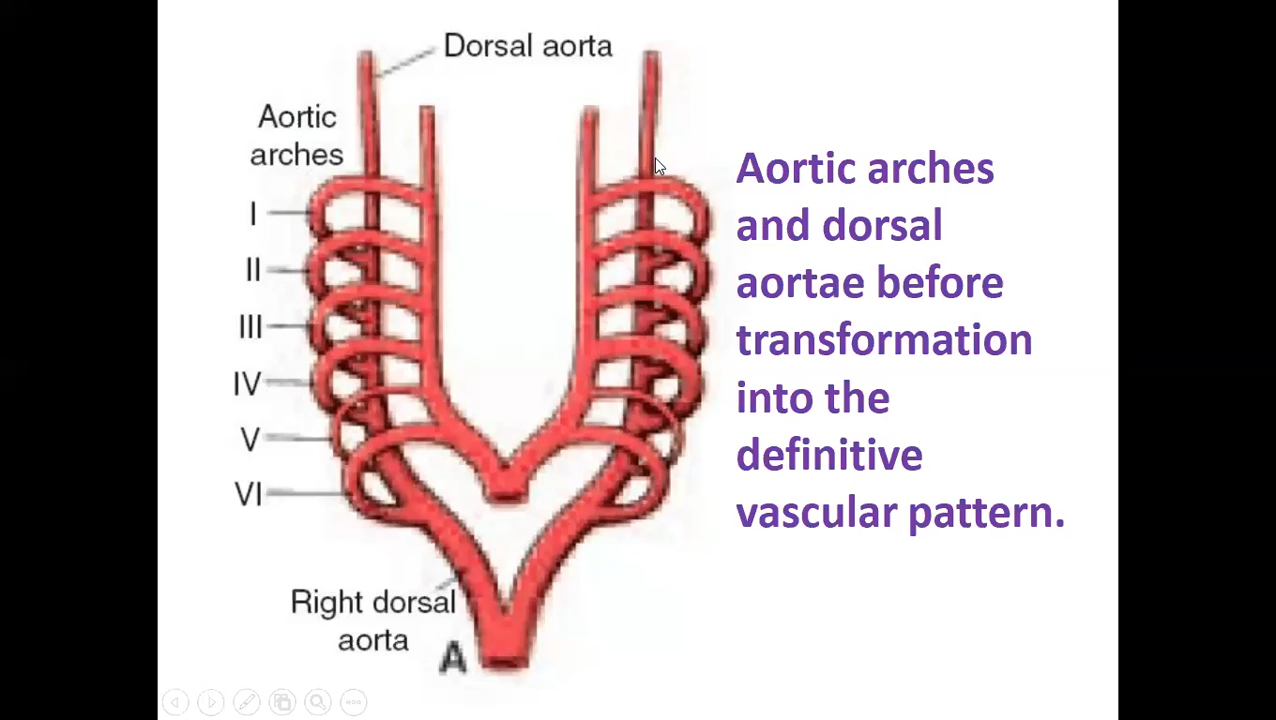 Dorsal aorta
Aortic
arches
I
II
III
IV
V
VI
Right dorsal
aorta
A
Aortic arches
and dorsal
aortae before
transformation
into the
definitive
vascular pattern.